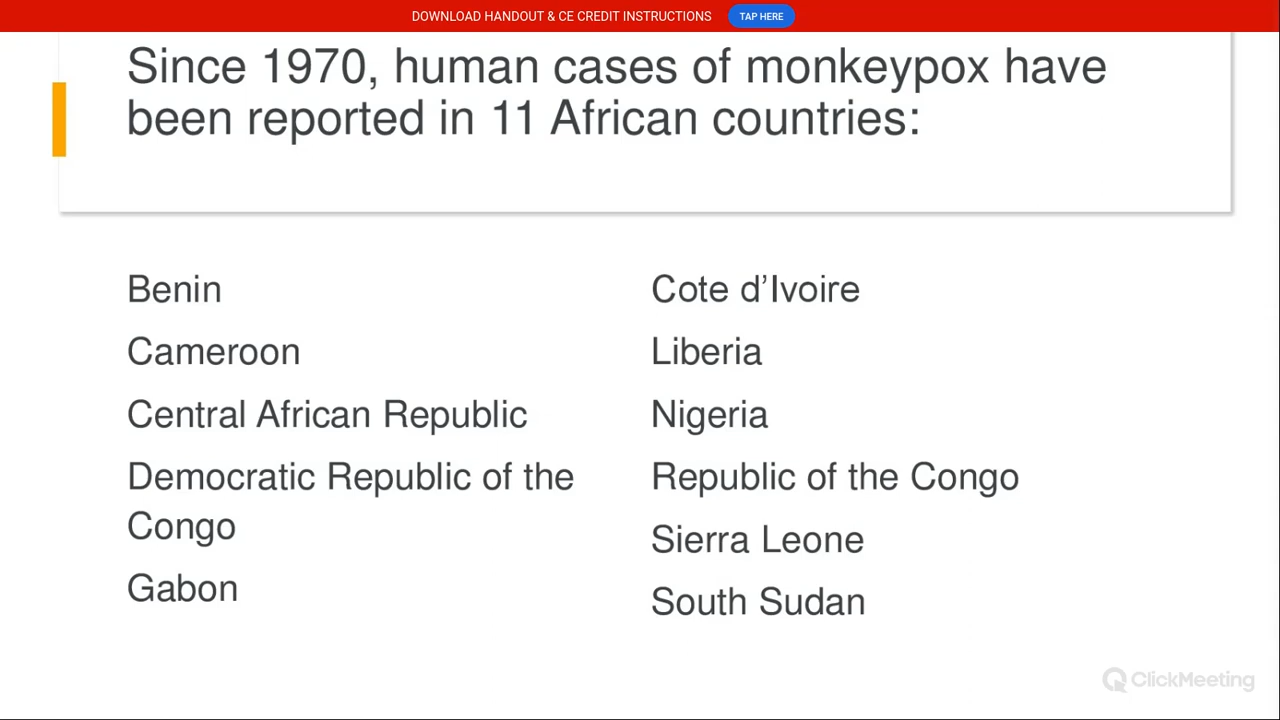 DOWNLOAD HANDOUT & CE CREDIT INSTRUCTIONS TAP HERE
Since 1970, human cases of monkeypox have
been reported in 11 African countries:
Benin
Cameroon
Central African Republic
Democratic Republic of the
Congo
Gabon
Cote d’Ivoire
Liberia
Nigeria
Republic of the Congo
Sierra Leone
South Sudan
ClickMeeting